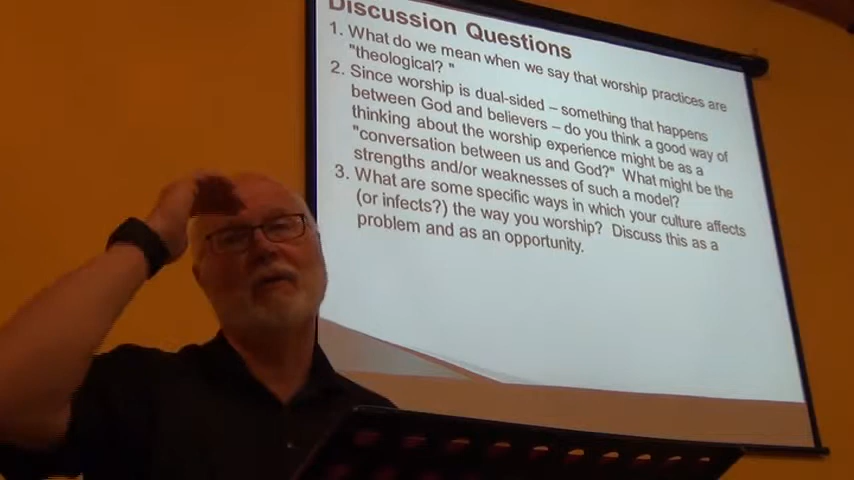 Discussion Questions
1. What do we mean when we say that worship practices are
"theological? "
2. Since worship is dual-sided – something that happens
between God and believers – do you think a good way of
thinking about the worship experience might be as a
"conversation between us and God?" What might be the
strengths and/or weaknesses of such a model?
3. What are some specific ways in which your culture affects
(or infects?) the way you worship? Discuss this as a
problem and as an opportunity.